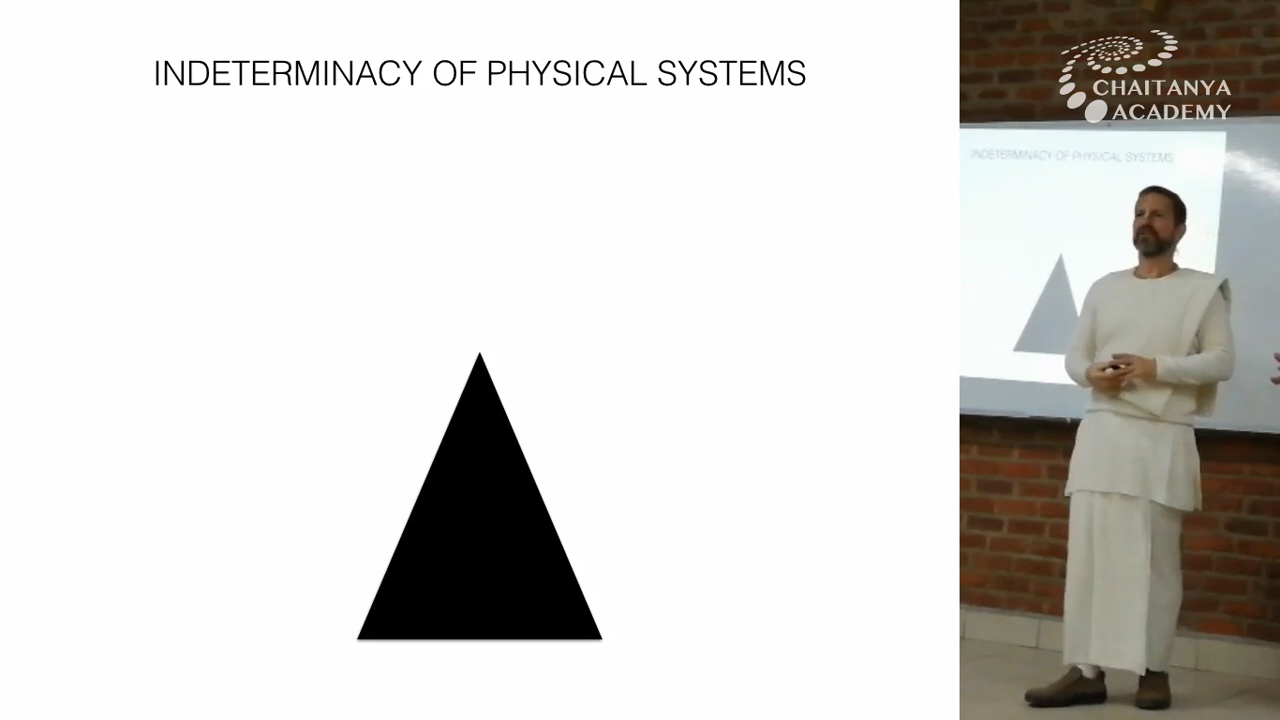 INDETERMINACY OF PHYSICAL SYSTEMS
CHAITANYA
ACADEMY
INDETERMINACY OF PHYSICAL SYSTEMS